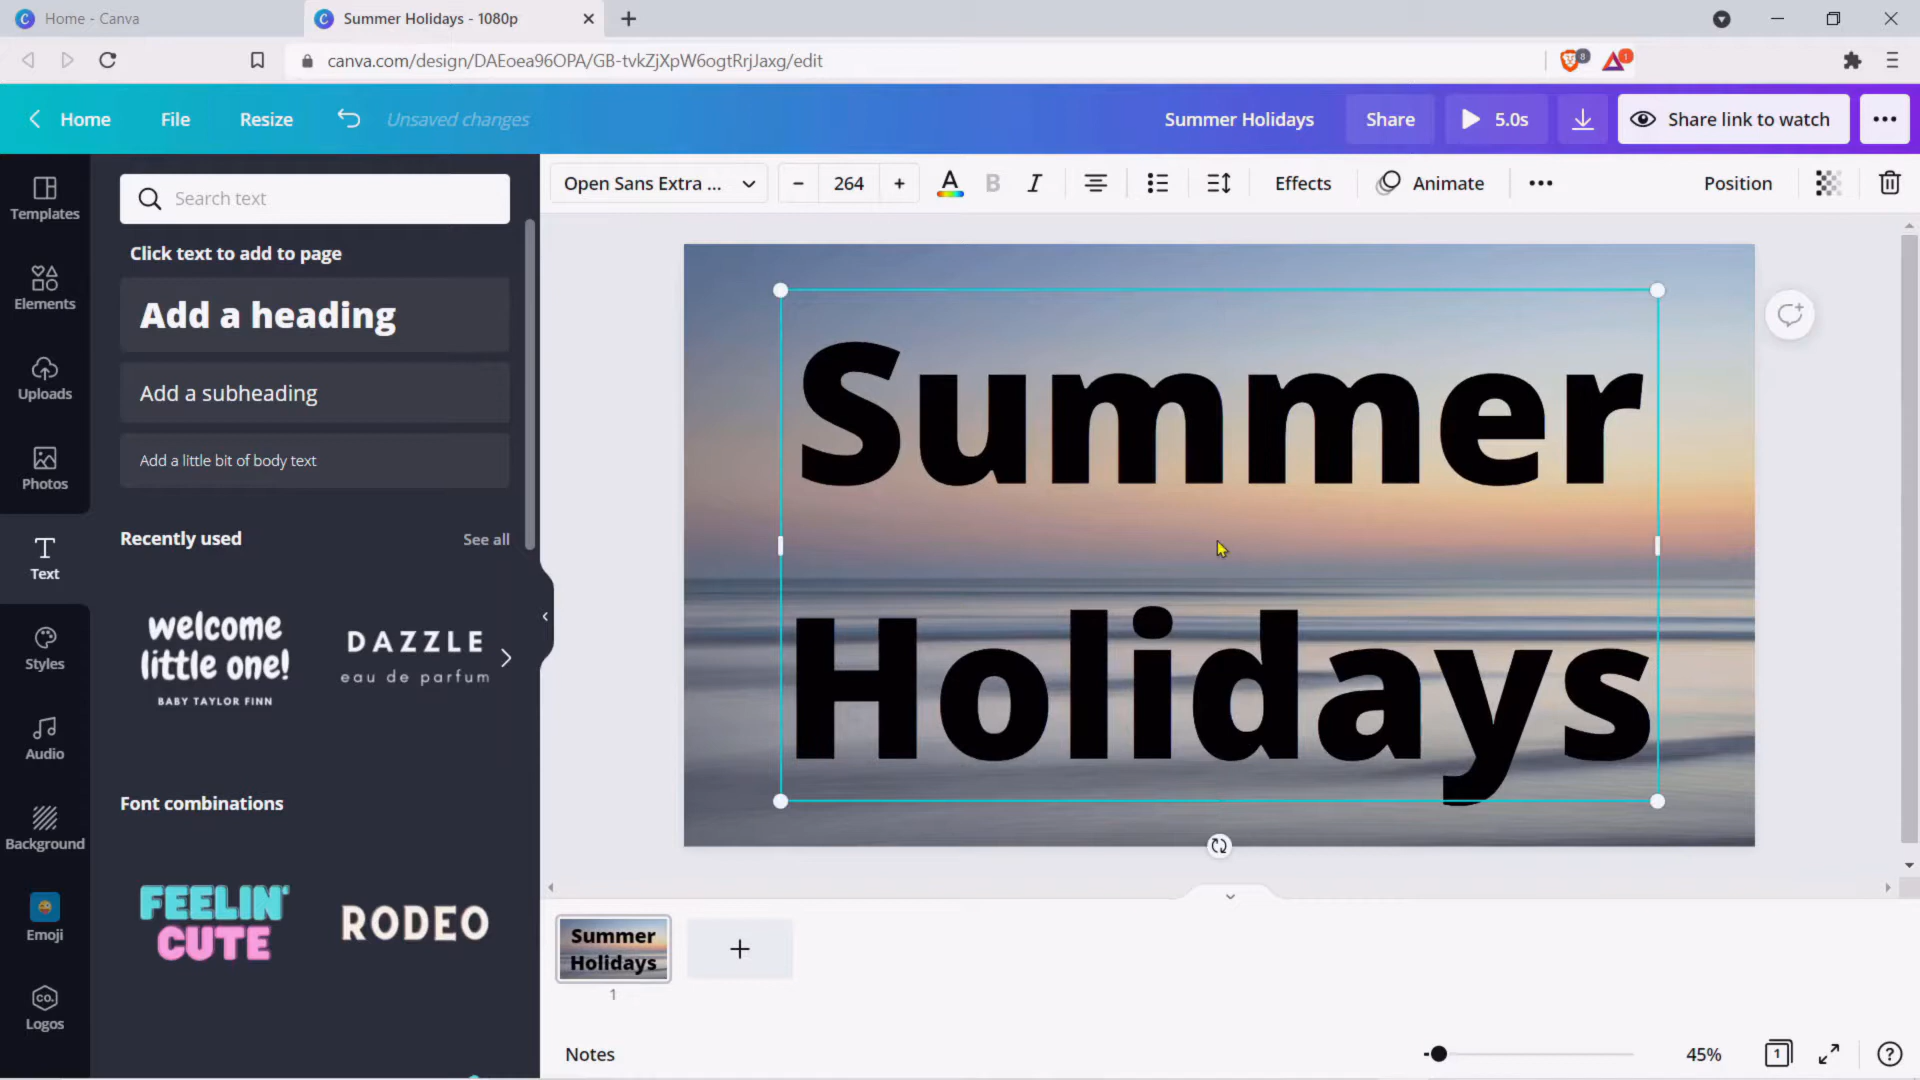 Home - Canva
Summer Holidays - 1080p
canva.com/design/DAEoea96OPA/GB-tvkZjXpW6ogtRrjJaxg/edit
8
1
Home
File
Resize
Unsaved changes
Summer Holidays
Share
5.0s
Share link to watch
Templates
Elements
Uploads
Photos
Text
Styles
Audio
Background
Emoji
CO.
Logos
Search text
Click text to add to page
Add a heading
Add a subheading
Add a little bit of body text
Recently used
See all
welcome
little one!
BABY TAYLOR FINN
DAZZLE
eau de parfum
Font combinations
FEELIN'
CUTE
RODEO
Open Sans Extra ...
264
A
B
I
Effects
Animate
Position
Summer
Holidays
Summer
Holidays
1
Notes
45%
1